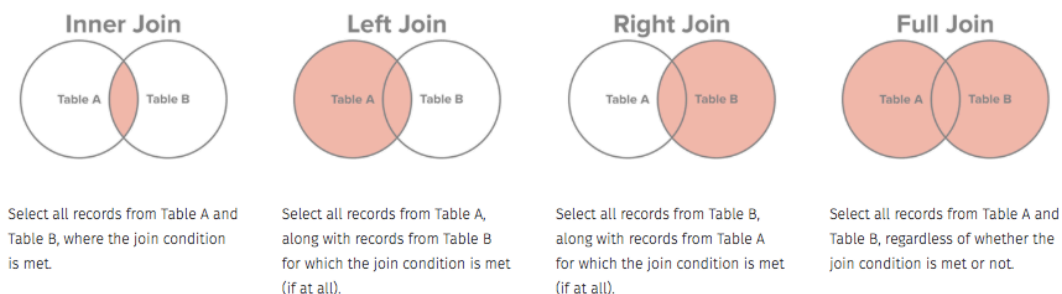 Inner Join
Table A
Table B
Select all records from Table A and
Table B, where the join condition
is met.
Left Join
Table A
Table B
Select all records from Table A,
along with records from Table B
for which the join condition is met
(if at all).
Right Join
Table A
Table B
Select all records from Table B,
along with records from Table A
for which the join condition is met
(if at all).
Full Join
Table A
Table B
Select all records from Table A and
Table B, regardless of whether the
join condition is met or not.